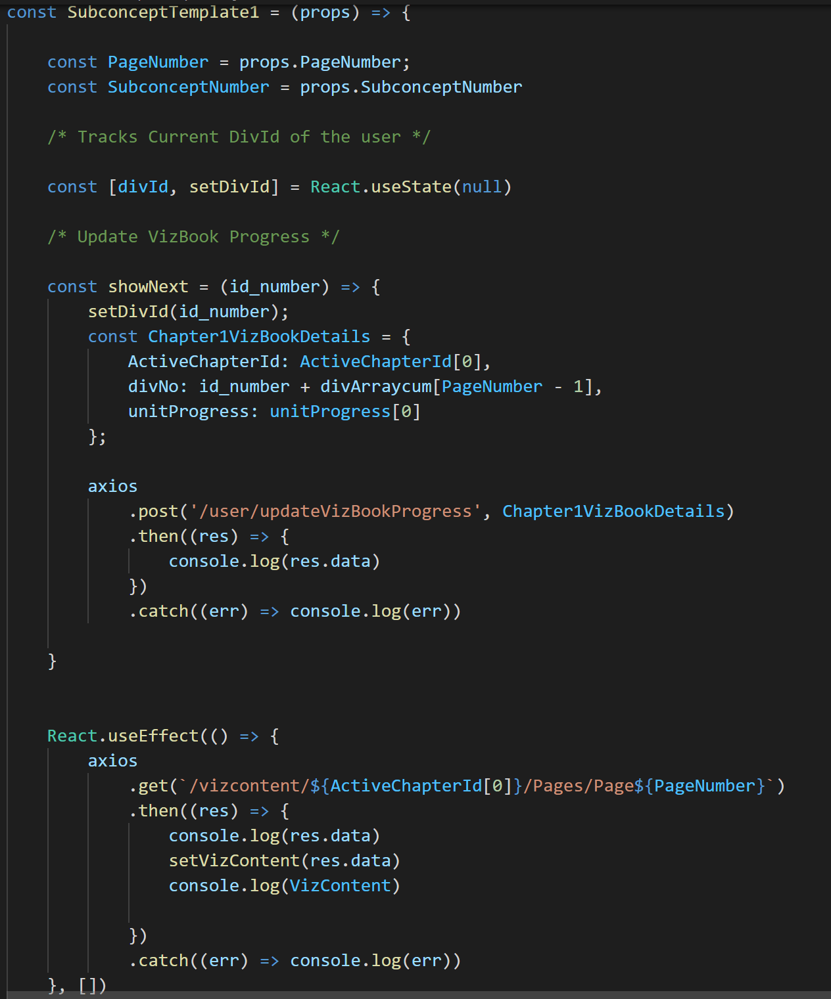 const SubconceptTemplate1 = (props) => {
const PageNumber = props.PageNumber;
const SubconceptNumber = props.SubconceptNumber
/* Tracks Current DivId of the user */
const [divId, setDivId] = React.useState(null)
/* Update VizBook Progress */
const showNext = (id_number) => {
setDivId(id_number);
const Chapter1VizBookDetails = {
ActiveChapterId: ActiveChapterId[0],
divNo: id_number + divArraycum[PageNumber - 1],
unitProgress: unitProgress[0]
};
axios
.post('/user/updateVizBookProgress', Chapter1VizBookDetails)
.then((res) => {
console.log(res.data)
})
.catch((err) => console.log(err))
}
React.useEffect(() => {
axios
.get(`/vizcontent/${ActiveChapterId[0]}/Pages/Page${PageNumber}`)
.then((res) => {
console.log(res.data)
setVizContent(res.data)
console.log(VizContent)
})
.catch((err) => console.log(err))
}, [])